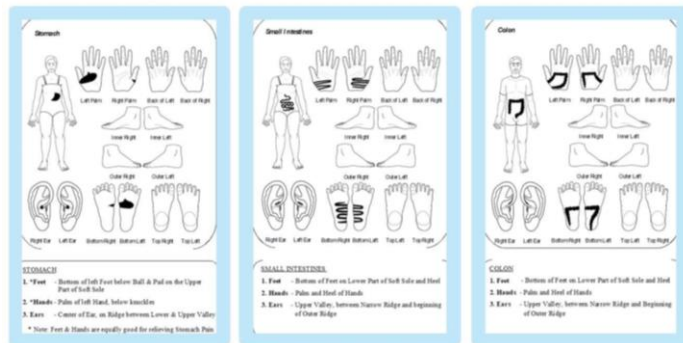 Stomach
Left Palm Right Palm Back of Left Back of Right
Inner Right Inner Left
Outer Right Outer Left
Right Ear Left Ear Bottom Right Bottom Left Top Right Top Left
STOMACH
1. *Feet - Bottom of left Foot below Ball & Pad on the Upper
Part of Soft Sole
2. *Hands - Palm of left Hand, below knuckles
3. Ears - Center of Ear, on Ridge between Lower & Upper Valley
* Note: Feet & Hands are equally good for relieving Stomach Pain
Small Intestines
Left Palm Right Palm Back of Left Back of Right
Inner Right Inner Left
Outer Right Outer Left
Right Ear Left Ear Bottom Right Bottom Left Top Left Top Right
SMALL INTESTINES
1. Feet - Bottom of Feet on Lower Part of Soft Sole and Heel
2. Hands - Palm and Heel of Hands
3. Ears - Upper Valley, between Narrow Ridge and beginning
of Outer Ridge
Colon
Left Palm Right Palm Back of Left Back of Right
Inner Right Inner Left
Outer Right Outer Left
Right Ear Left Ear Bottom Right Bottom Left Top Left Top Right
COLON
1. Feet - Bottom of Feet on Lower Part of Soft Sole and Heel
2. Hands - Palm and Heel of Hands
3. Ears - Upper Valley, between Narrow Ridge and Beginning
of Outer Ridge